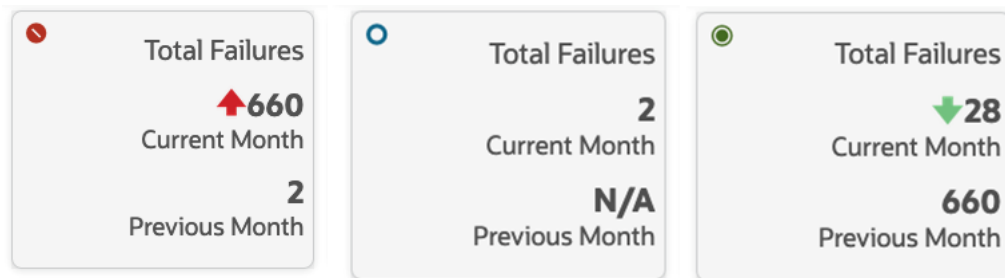 Total Failures
660
Current Month
2
Previous Month
Total Failures
2
Current Month
N/A
Previous Month
Total Failures
28
Current Month
660
Previous Month